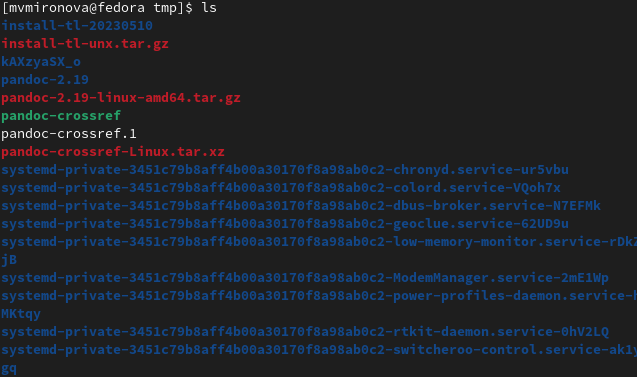 [mvmironova@fedora tmp]$ ls
install-tl-20230510
install-tl-unx.tar.gz
kAXzyaSX_o
pandoc-2.19
pandoc-2.19-linux-amd64.tar.gz
pandoc-crossref
pandoc-crossref.1
pandoc-crossref-Linux.tar.xz
systemd-private-3451c79b8aff4b00a30170f8a98ab0c2-chronyd.service-ur5vbu
systemd-private-3451c79b8aff4b00a30170f8a98ab0c2-colord.service-VQoh7x
systemd-private-3451c79b8aff4b00a30170f8a98ab0c2-dbus-broker.service-N7EFMk
systemd-private-3451c79b8aff4b00a30170f8a98ab0c2-geoclue.service-62UD9u
systemd-private-3451c79b8aff4b00a30170f8a98ab0c2-low-memory-monitor.service-rDkZ
jB
systemd-private-3451c79b8aff4b00a30170f8a98ab0c2-ModemManager.service-2mE1Wp
systemd-private-3451c79b8aff4b00a30170f8a98ab0c2-power-profiles-daemon.service-h
MKtqy
systemd-private-3451c79b8aff4b00a30170f8a98ab0c2-rtkit-daemon.service-0hV2LQ
systemd-private-3451c79b8aff4b00a30170f8a98ab0c2-switcheroo-control.service-ak1y
gq